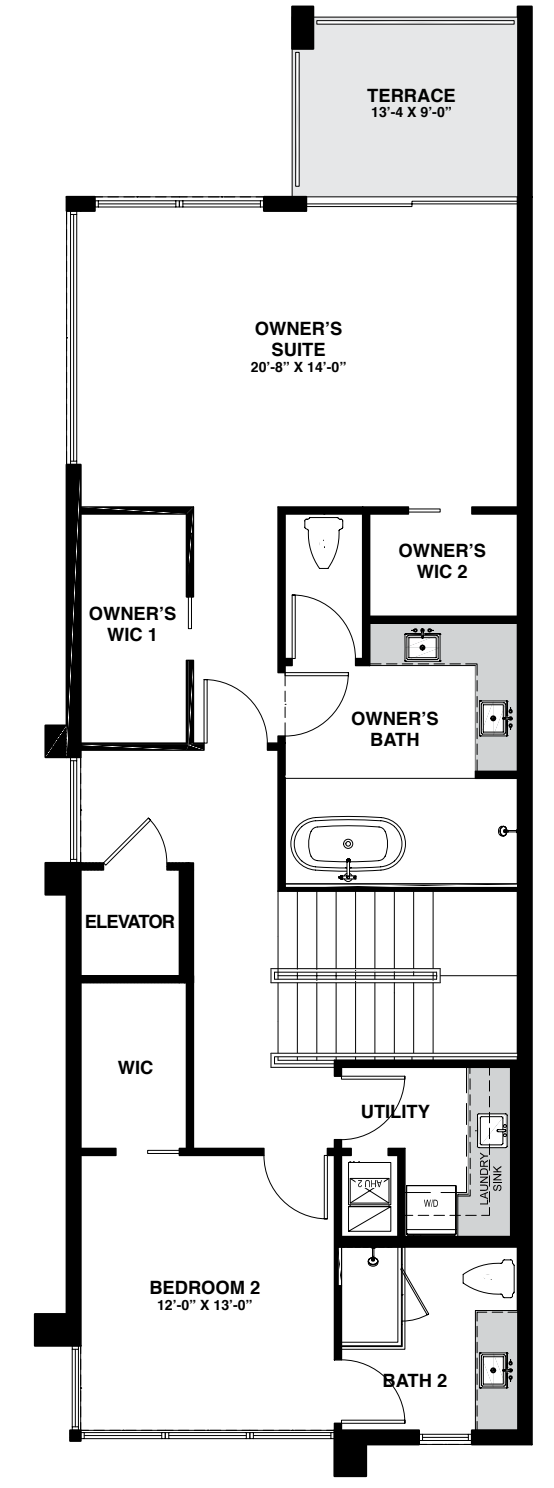 TERRACE
13'-4 X 9'-0”
OWNER'S
SUITE
20'-8” X 14'-0”
OWNER'S
WIC 2
OWNER'S
WIC 1
OWNER'S
BATH
ELEVATOR
WIC
UTILITY
LAUNDRY
SINK
AHU 2
W/D
BEDROOM 2
12'-0” X 13'-0”
BATH 2